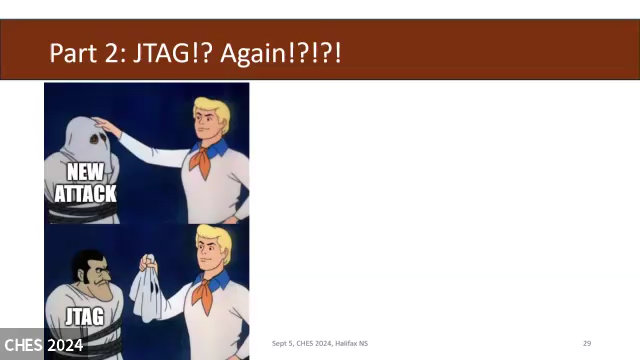 Part 2: JTAG!? Again!?!?!
NEW
ATTACK
JTAG
CHES 2024
Sept 5, CHES 2024, Halifax NS
29